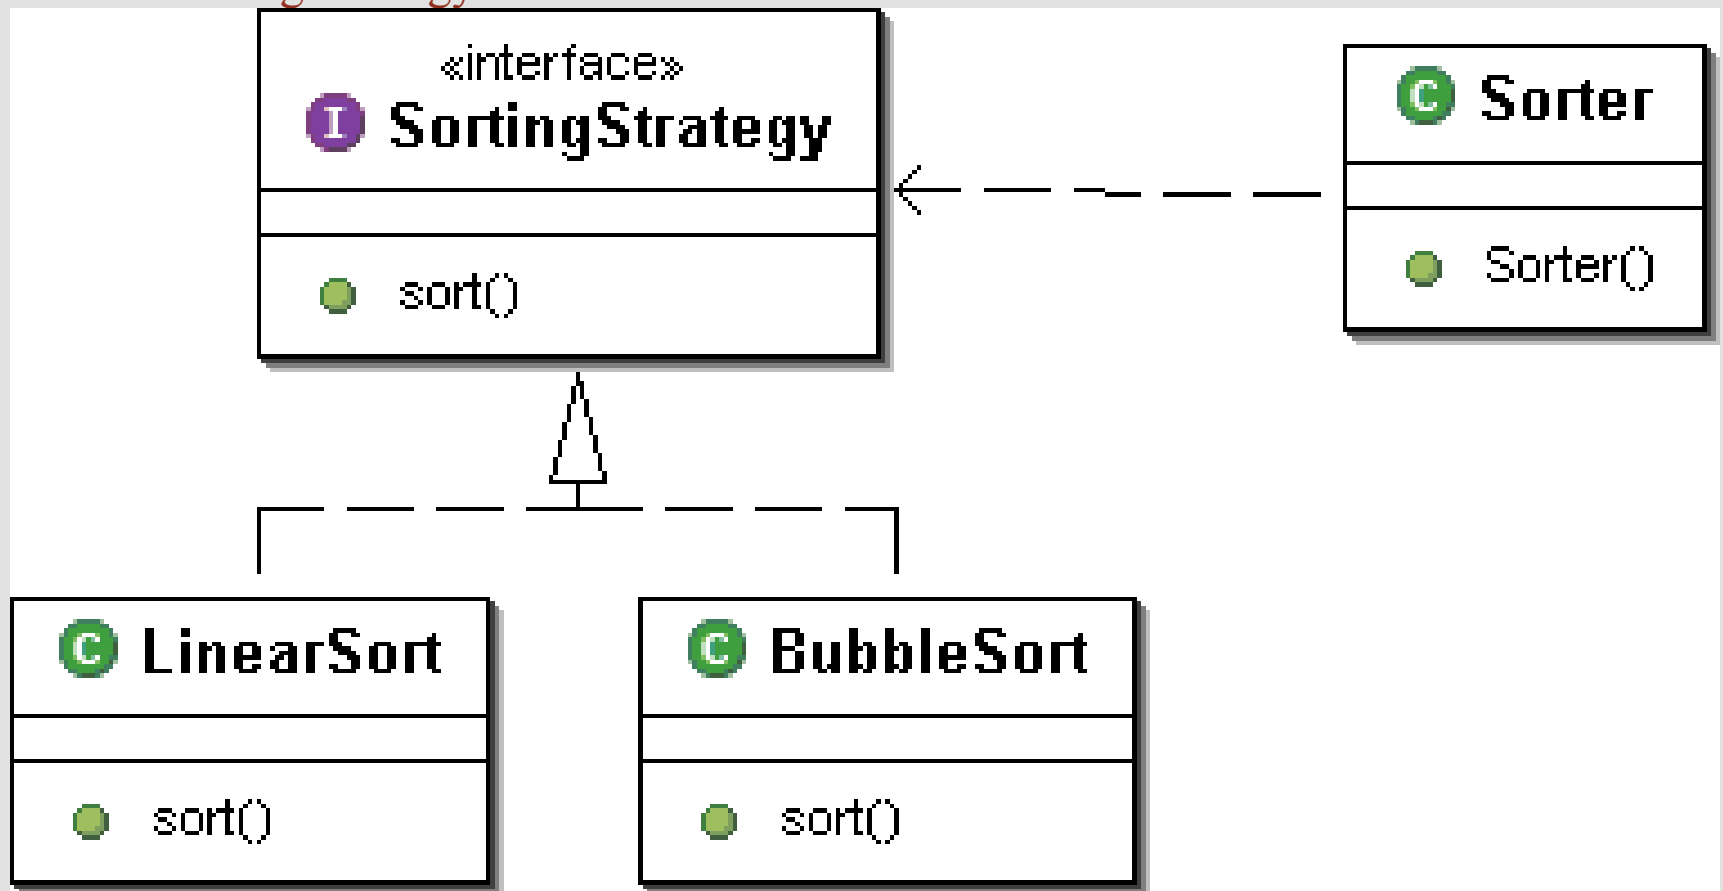 «interface»
I SortingStrategy
sort()
C Sorter
Sorter()
C LinearSort
sort()
C BubbleSort
sort()